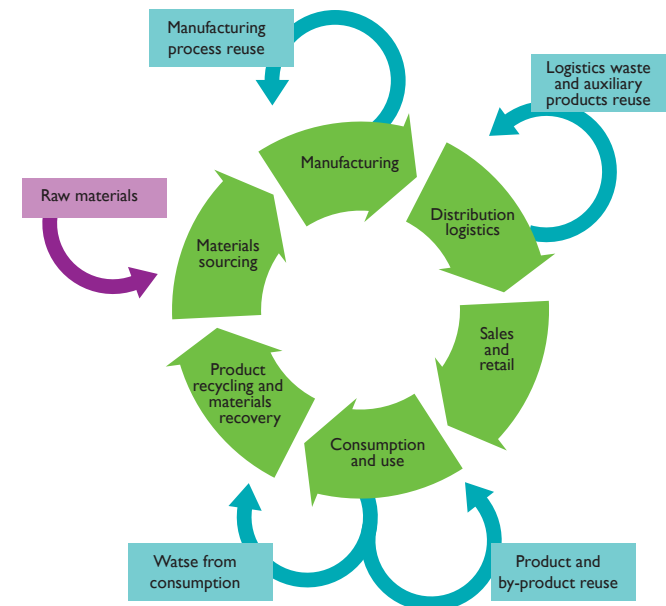 Manufacturing
process reuse
Logistics waste
and auxiliary
products reuse
Manufacturing
Raw materials
Distribution
logistics
Materials
sourcing
Sales
and
retail
Product
recycling and
materials
recovery
Consumption
and use
Watse from
consumption
Product and
by-product reuse